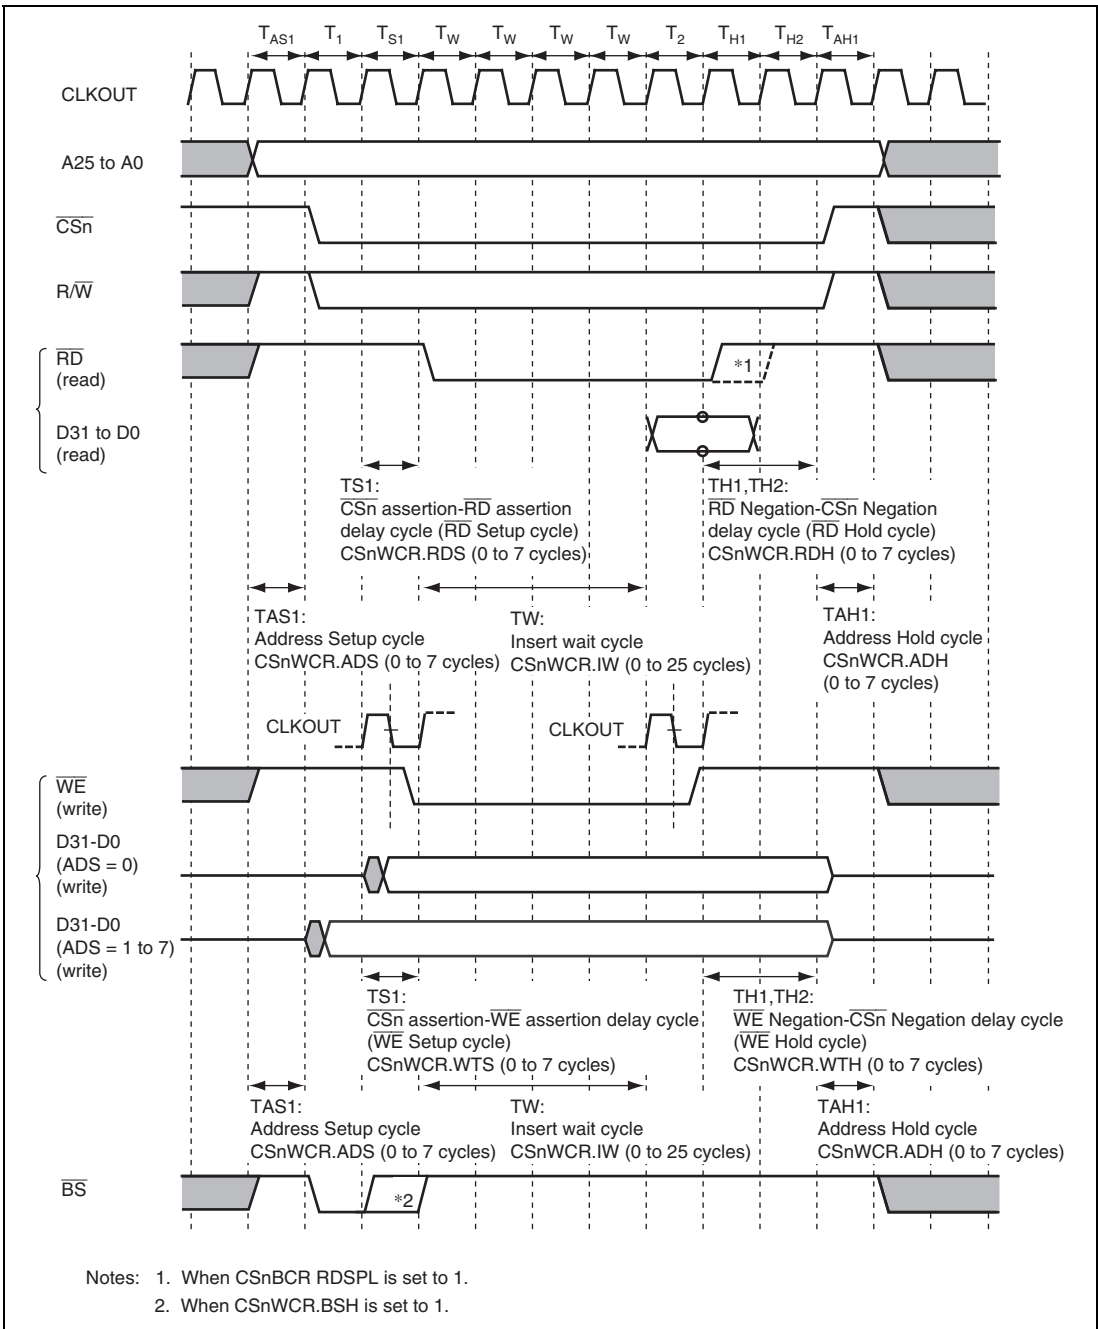 TAS1 T1 TS1 TW TW TW TW T2 TH1 TH2 TAH1
CLKOUT
A25 to A0
CSn
R/W
RD
(read)
*1
D31 to D0
(read)
TS1:
CSn assertion-RD assertion
delay cycle (RD Setup cycle)
CSnWCR.RDS (0 to 7 cycles)
TH1,TH2:
RD Negation-CSn Negation
delay cycle (RD Hold cycle)
CSnWCR.RDH (0 to 7 cycles)
TAS1:
Address Setup cycle
CSnWCR.ADS (0 to 7 cycles)
TW:
Insert wait cycle
CSnWCR.IW (0 to 25 cycles)
TAH1:
Address Hold cycle
CSnWCR.ADH
(0 to 7 cycles)
CLKOUT
CLKOUT
WE
(write)
D31-D0
(ADS = 0)
(write)
D31-D0
(ADS = 1 to 7)
(write)
TS1:
CSn assertion-WE assertion delay cycle
(WE Setup cycle)
CSnWCR.WTS (0 to 7 cycles)
TH1,TH2:
WE Negation-CSn Negation delay cycle
(WE Hold cycle)
CSnWCR.WTH (0 to 7 cycles)
TAS1:
Address Setup cycle
CSnWCR.ADS (0 to 7 cycles)
TW:
Insert wait cycle
CSnWCR.IW (0 to 25 cycles)
TAH1:
Address Hold cycle
CSnWCR.ADH (0 to 7 cycles)
BS
*2
Notes: 1. When CSnBCR RDSPL is set to 1.
2. When CSnWCR.BSH is set to 1.